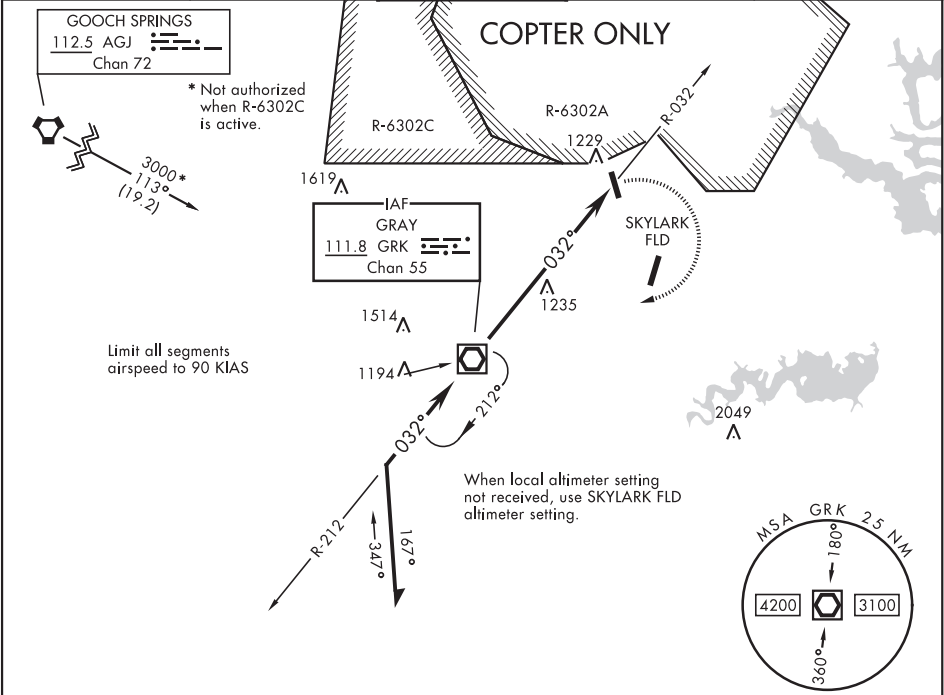 GOOCH SPRINGS
112.5 AGJ
Chan 72
* Not authorized
when R-6302C
is active.
COPTER ONLY
R-6302C
R-6302A
R-032
1229
3000*
113°
(19.2)
1619
IAF
GRAY
111.8 GRK
Chan 55
SKYLARK
FLD
032°
1235
1514
Limit all segments
airspeed to 90 KIAS
1194
212°
032°
2049
When local altimeter setting
not received, use SKYLARK FLD
altimeter setting.
R-212
347°
167°
MSA GRK 25 NM
180°
4200
3100
360°